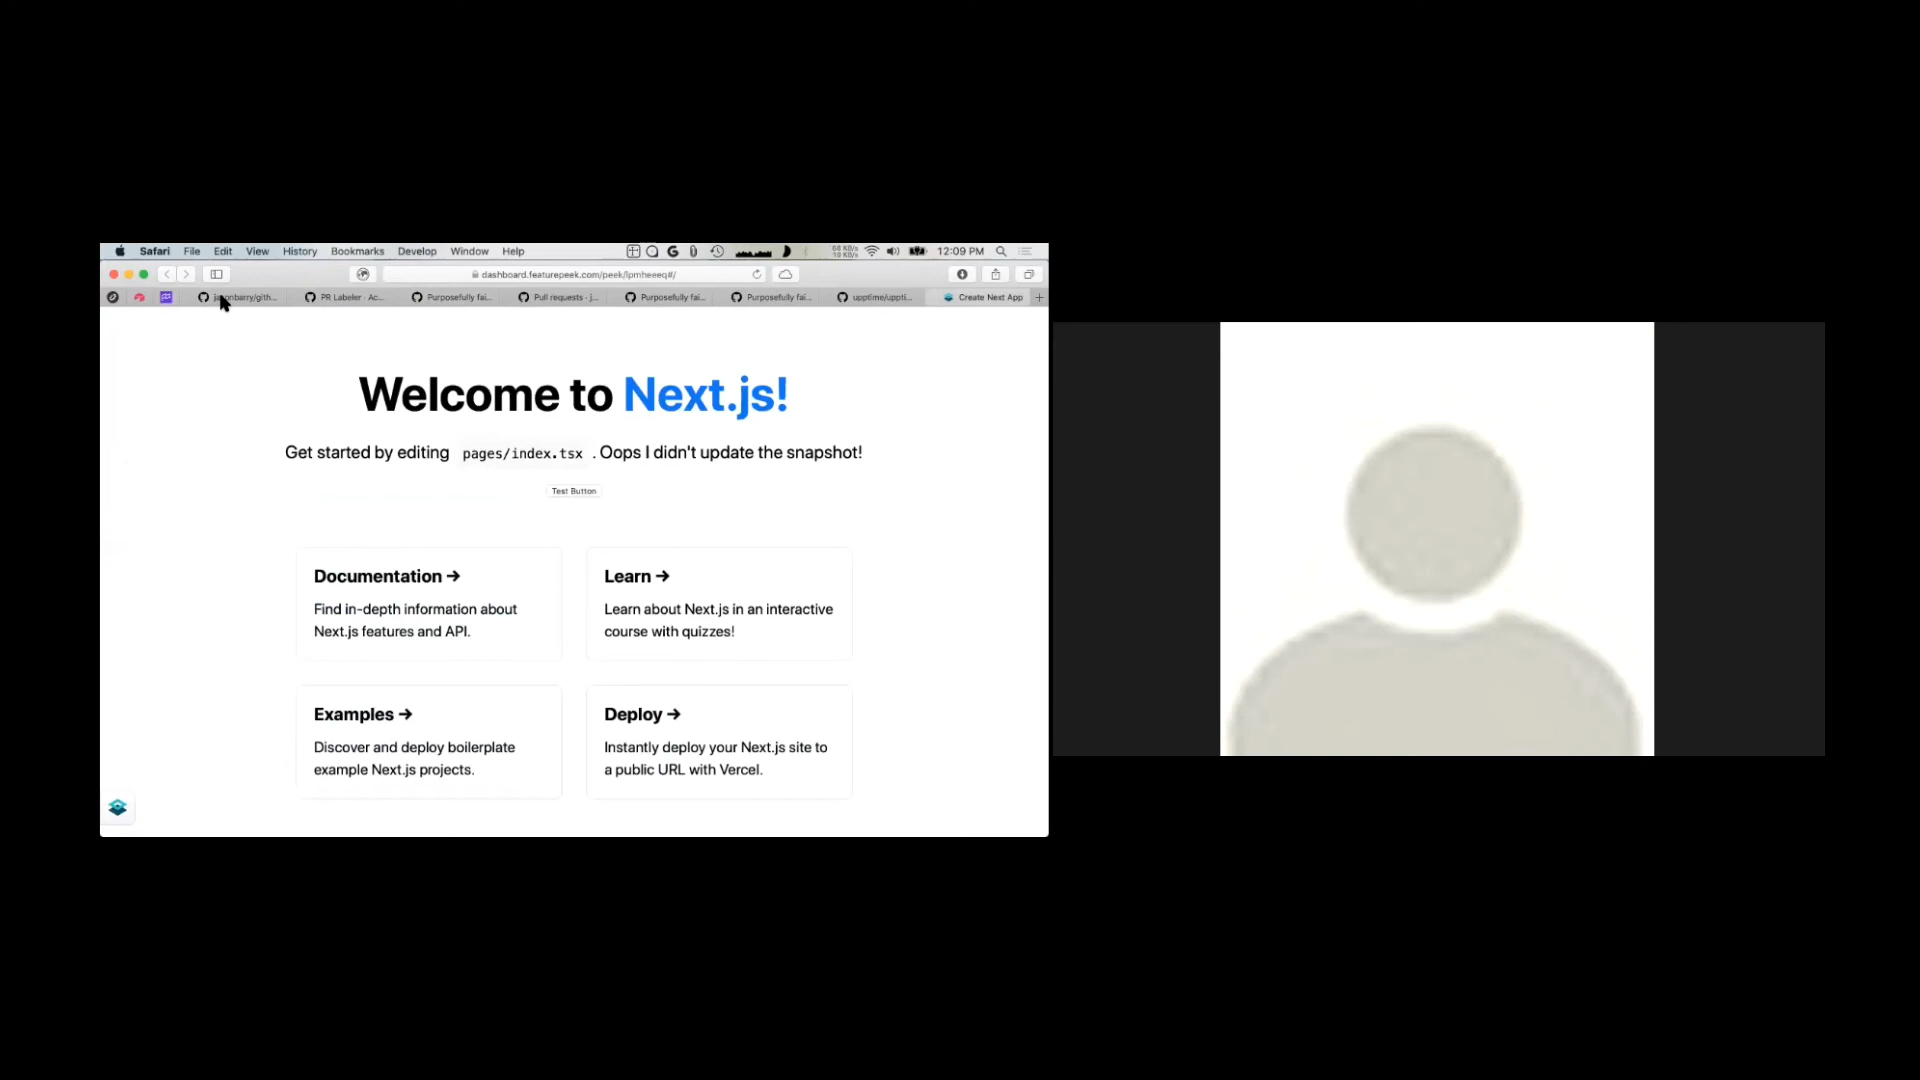 Safari File Edit View History Bookmarks Develop Window Help 12:09 PM
dashboard.featurepeek.com/peek/lpmheeeq#/
PR Labeler · Ac... Purposefully fai... Pull requests · j... Purposefully fai... Purposefully fai... upptime/uppti... Create Next App
Welcome to Next.js!
Get started by editing pages/index.tsx . Oops I didn't update the snapshot!
Test Button
Documentation →
Find in-depth information about
Next.js features and API.
Learn →
Learn about Next.js in an interactive
course with quizzes!
Examples →
Discover and deploy boilerplate
example Next.js projects.
Deploy →
Instantly deploy your Next.js site to
a public URL with Vercel.